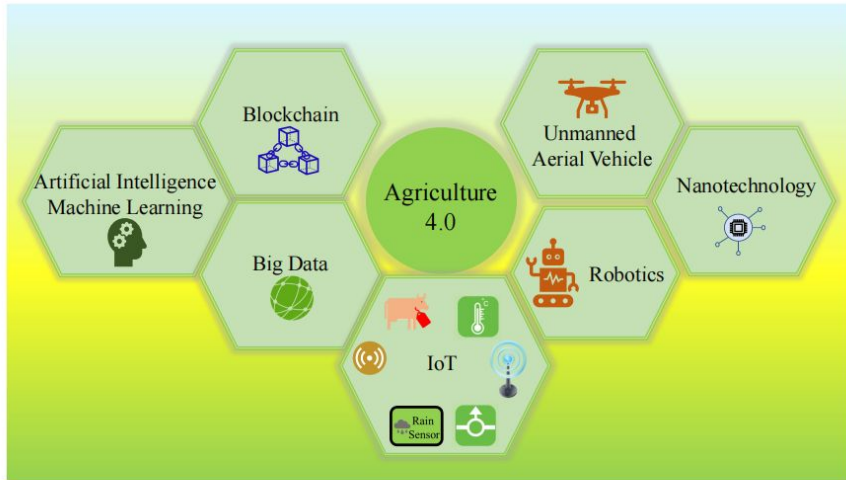 Blockchain
Artificial Intelligence
Machine Learning
Big Data
Agriculture
4.0
Unmanned
Aerial Vehicle
Nanotechnology
Robotics
°C
IoT
Rain
Sensor